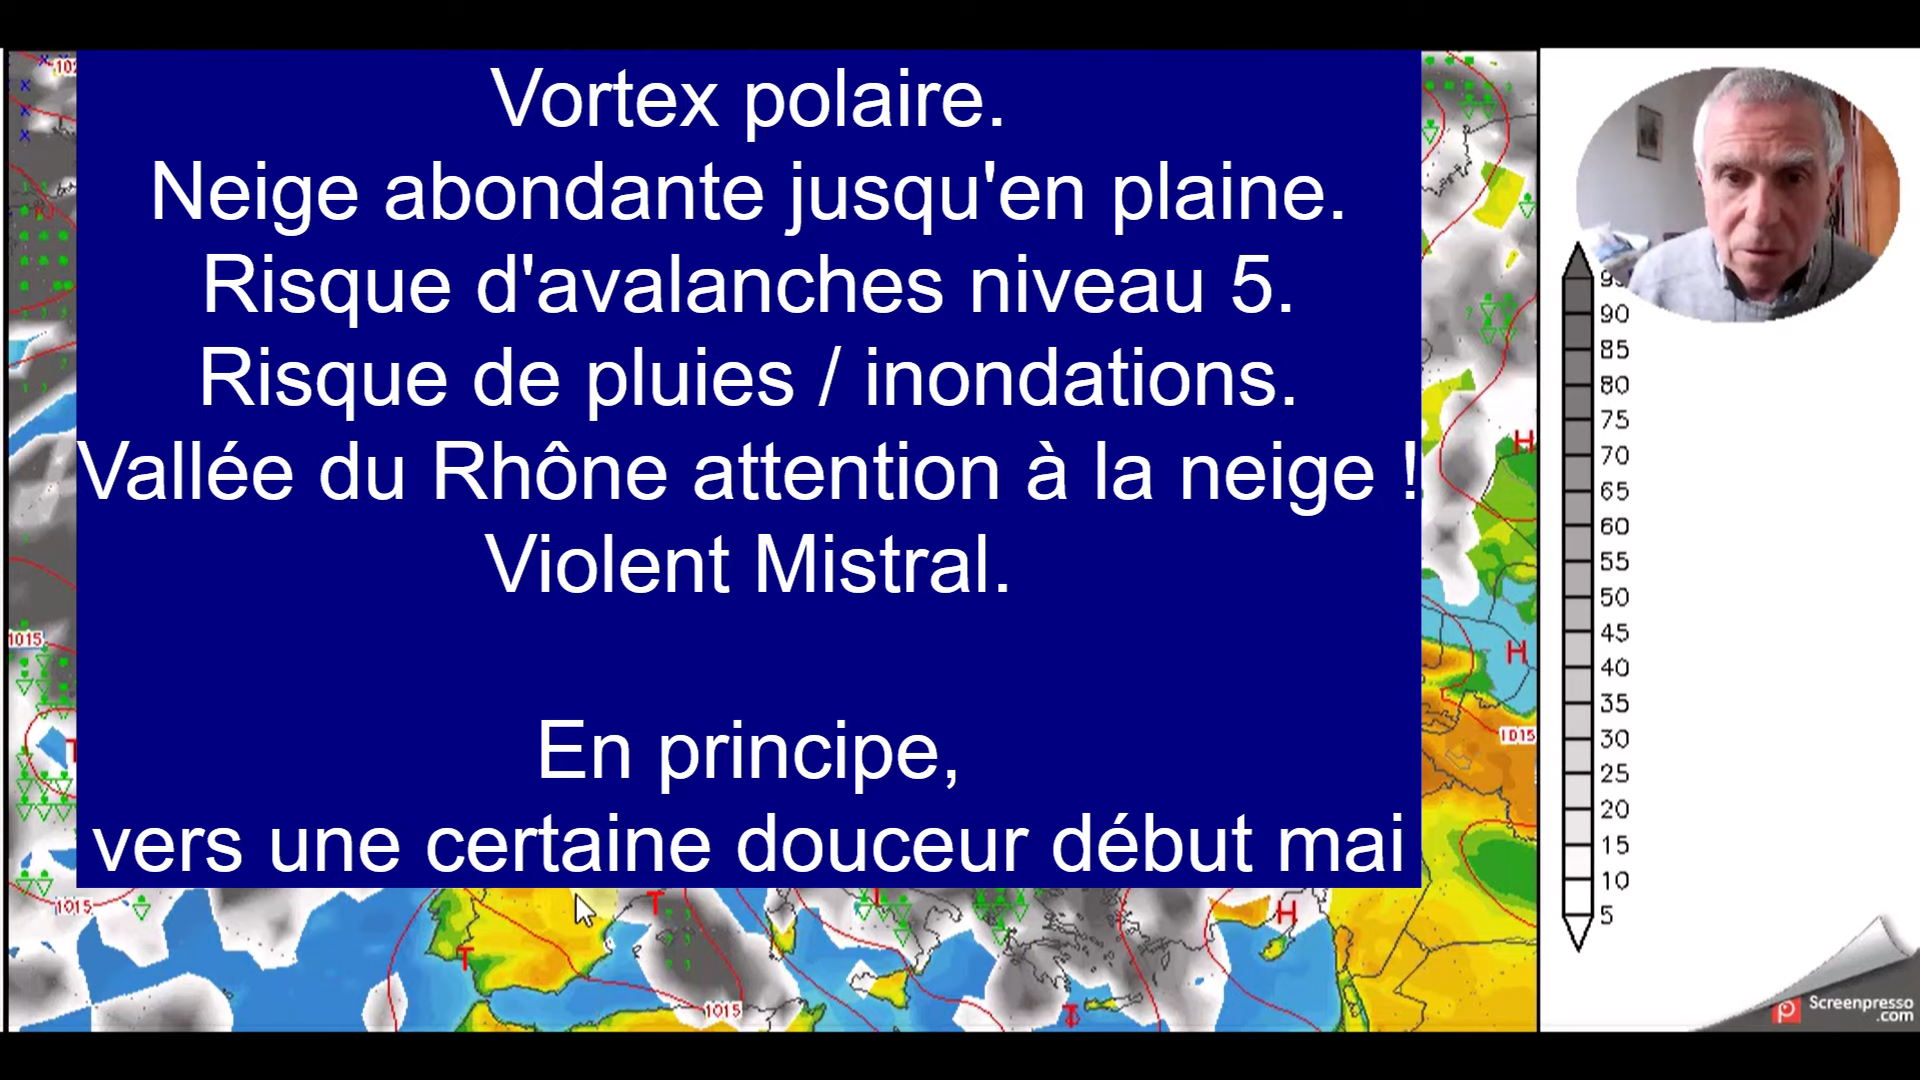 Vortex polaire.
Neige abondante jusqu'en plaine.
Risque d'avalanches niveau 5.
Risque de pluies / inondations.
Vallée du Rhône attention à la neige !
Violent Mistral.
En principe,
vers une certaine douceur début mai
1015
1015
1015
1015
T
T
T
T
H
H
H
90
85
80
75
70
65
60
55
50
45
40
35
30
25
20
15
10
5
Screenpresso
.com